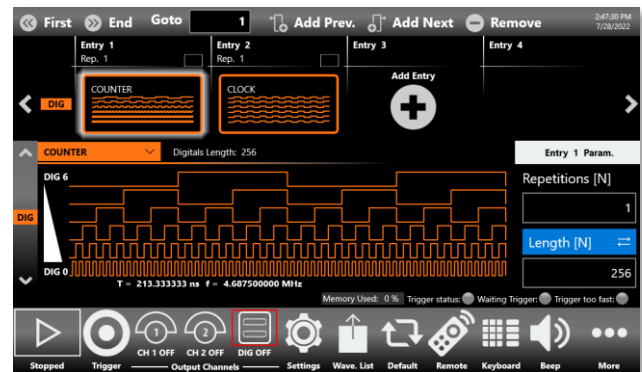 First End Goto 1 Add Prev. Add Next Remove 2:47:30 PM
7/28/2022
Entry 1 Entry 2 Entry 3 Entry 4
Rep. 1 Rep. 1
Add Entry
COUNTER CLOCK
DIG
COUNTER Digitals Length: 256 Entry 1 Param.
DIG 6 Repetitions [N]
1
DIG
Length [N]
DIG 0 256
T = 213.333333 ns f = 4.687500000 MHz
Memory Used: 0 % Trigger status: Waiting Trigger: Trigger too fast:
1 2
CH 1 OFF CH 2 OFF DIG OFF
Stopped Trigger Output Channels Settings Wave. List Default Remote Keyboard Beep More